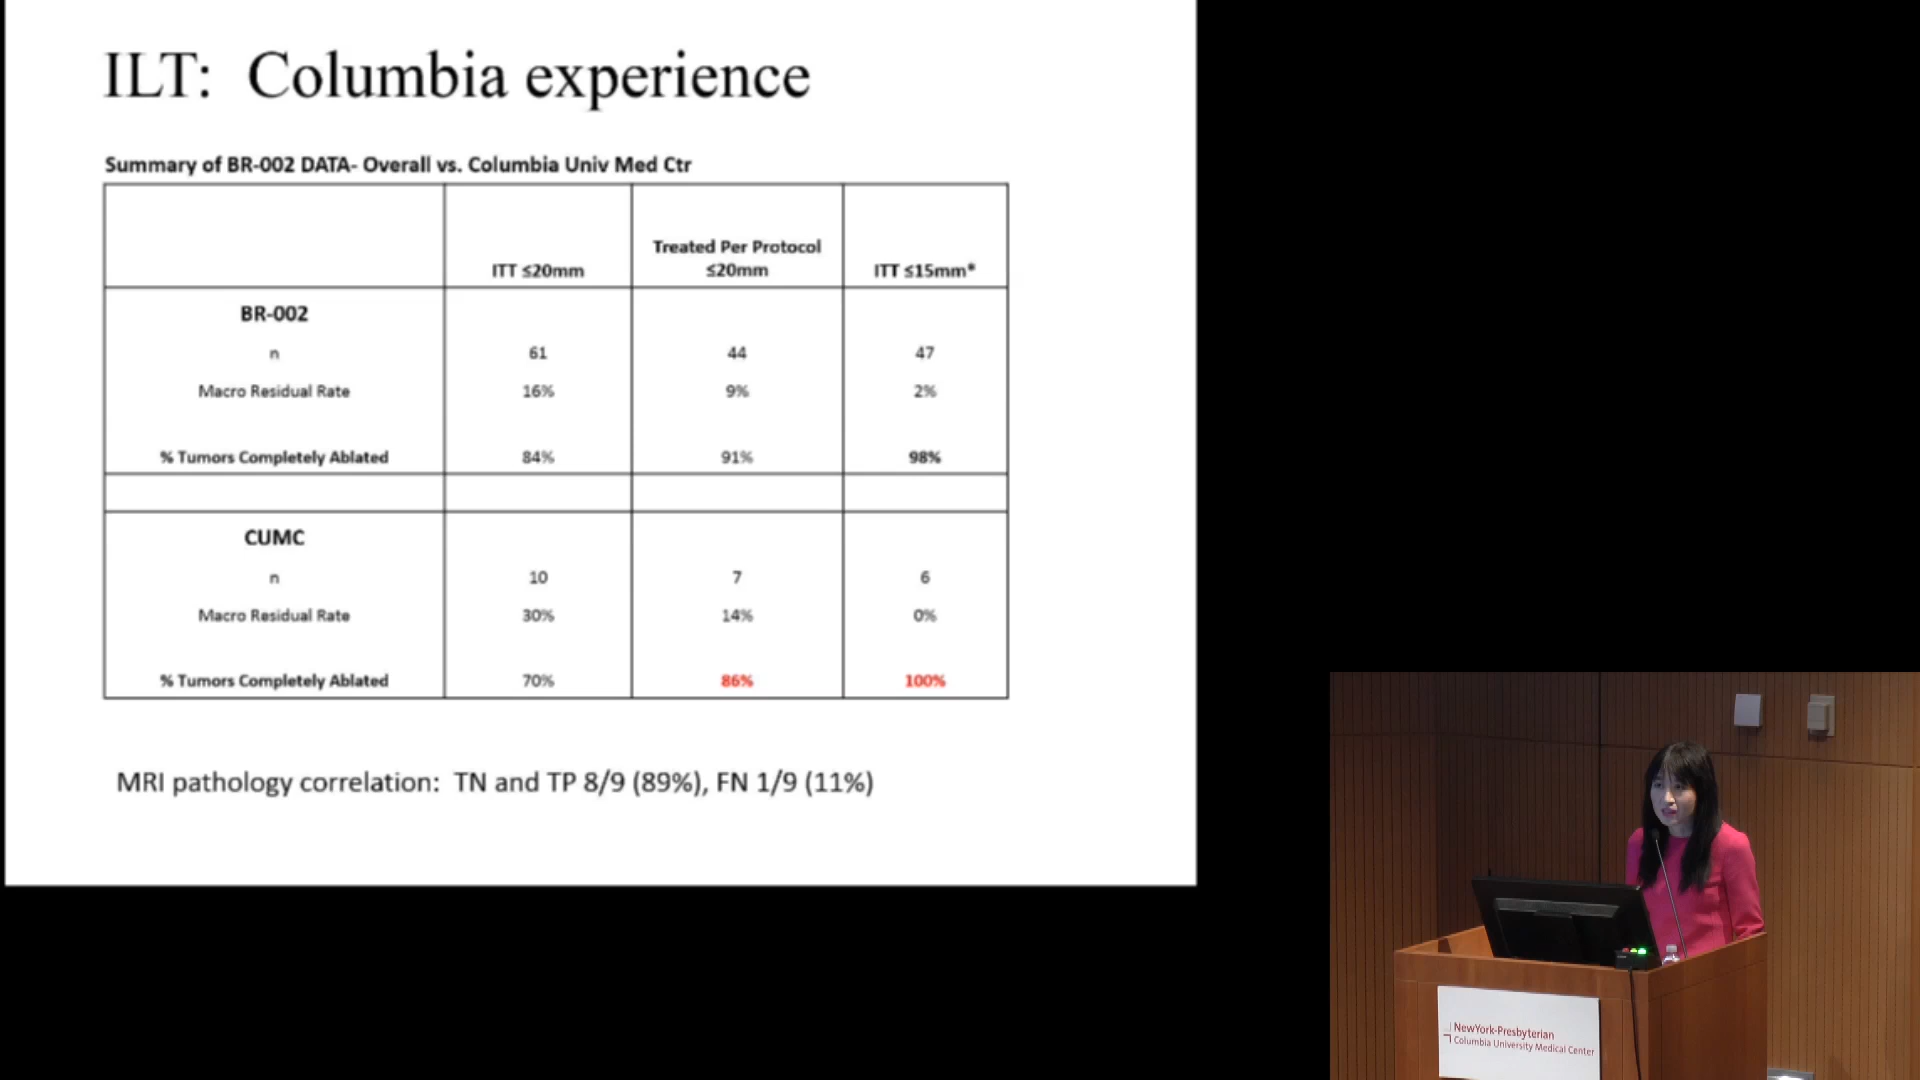 ILT: Columbia experience
Summary of BR-002 DATA- Overall vs. Columbia Univ Med Ctr
ITT ≤20mm
Treated Per Protocol
≤20mm
ITT ≤15mm*
BR-002
n 61 44 47
Macro Residual Rate 16% 9% 2%
% Tumors Completely Ablated 84% 91% 98%
CUMC
n 10 7 6
Macro Residual Rate 30% 14% 0%
% Tumors Completely Ablated 70% 86% 100%
MRI pathology correlation: TN and TP 8/9 (89%), FN 1/9 (11%)
NewYork-Presbyterian
Columbia University Medical Center